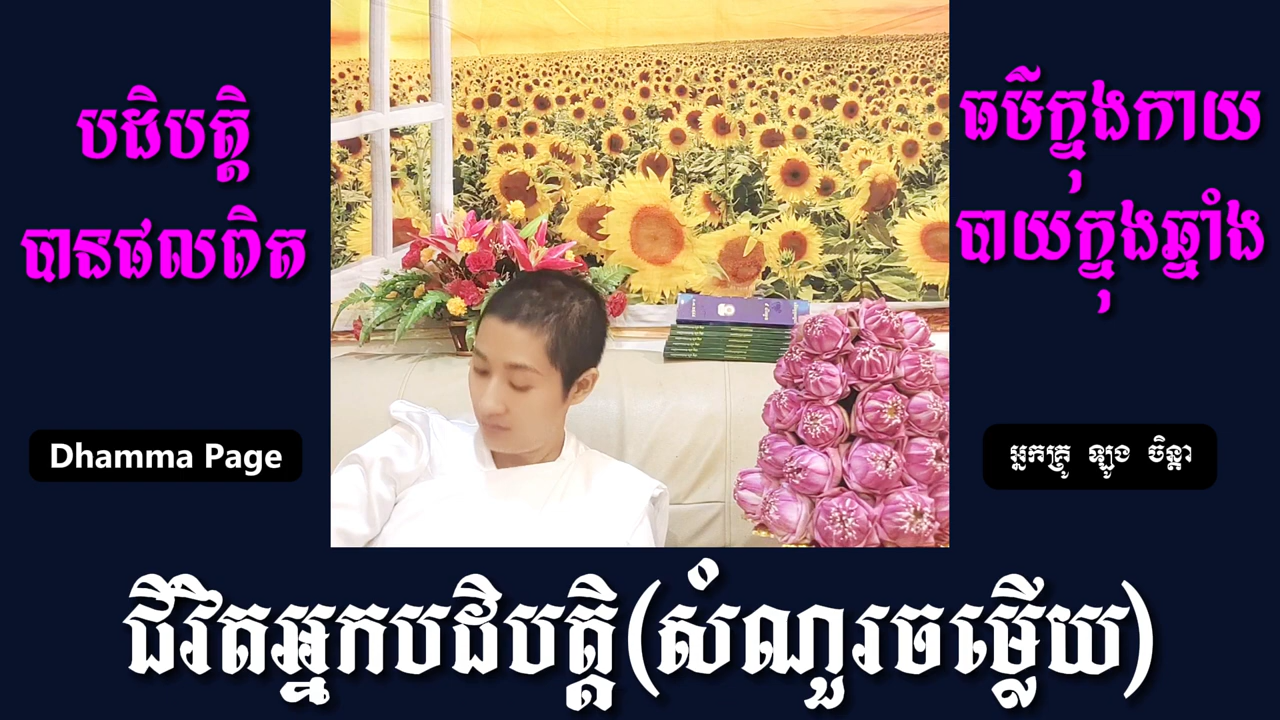 បដិបត្តិ
បានផលពិត
ធម៌ក្នុងកាយ
បាយក្នុងឆ្នាំង
Dhamma Page
អ្នកគ្រូ ឡុង ចិន្តា
ជីវិតអ្នកបដិបត្តិ(សំណួរចម្លើយ)